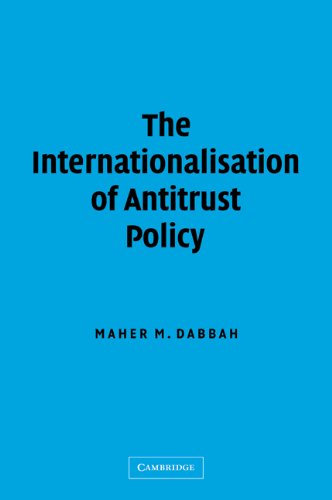 The
Internationalisation
of Antitrust
Policy
MAHER M. DABBAH
CAMBRIDGE